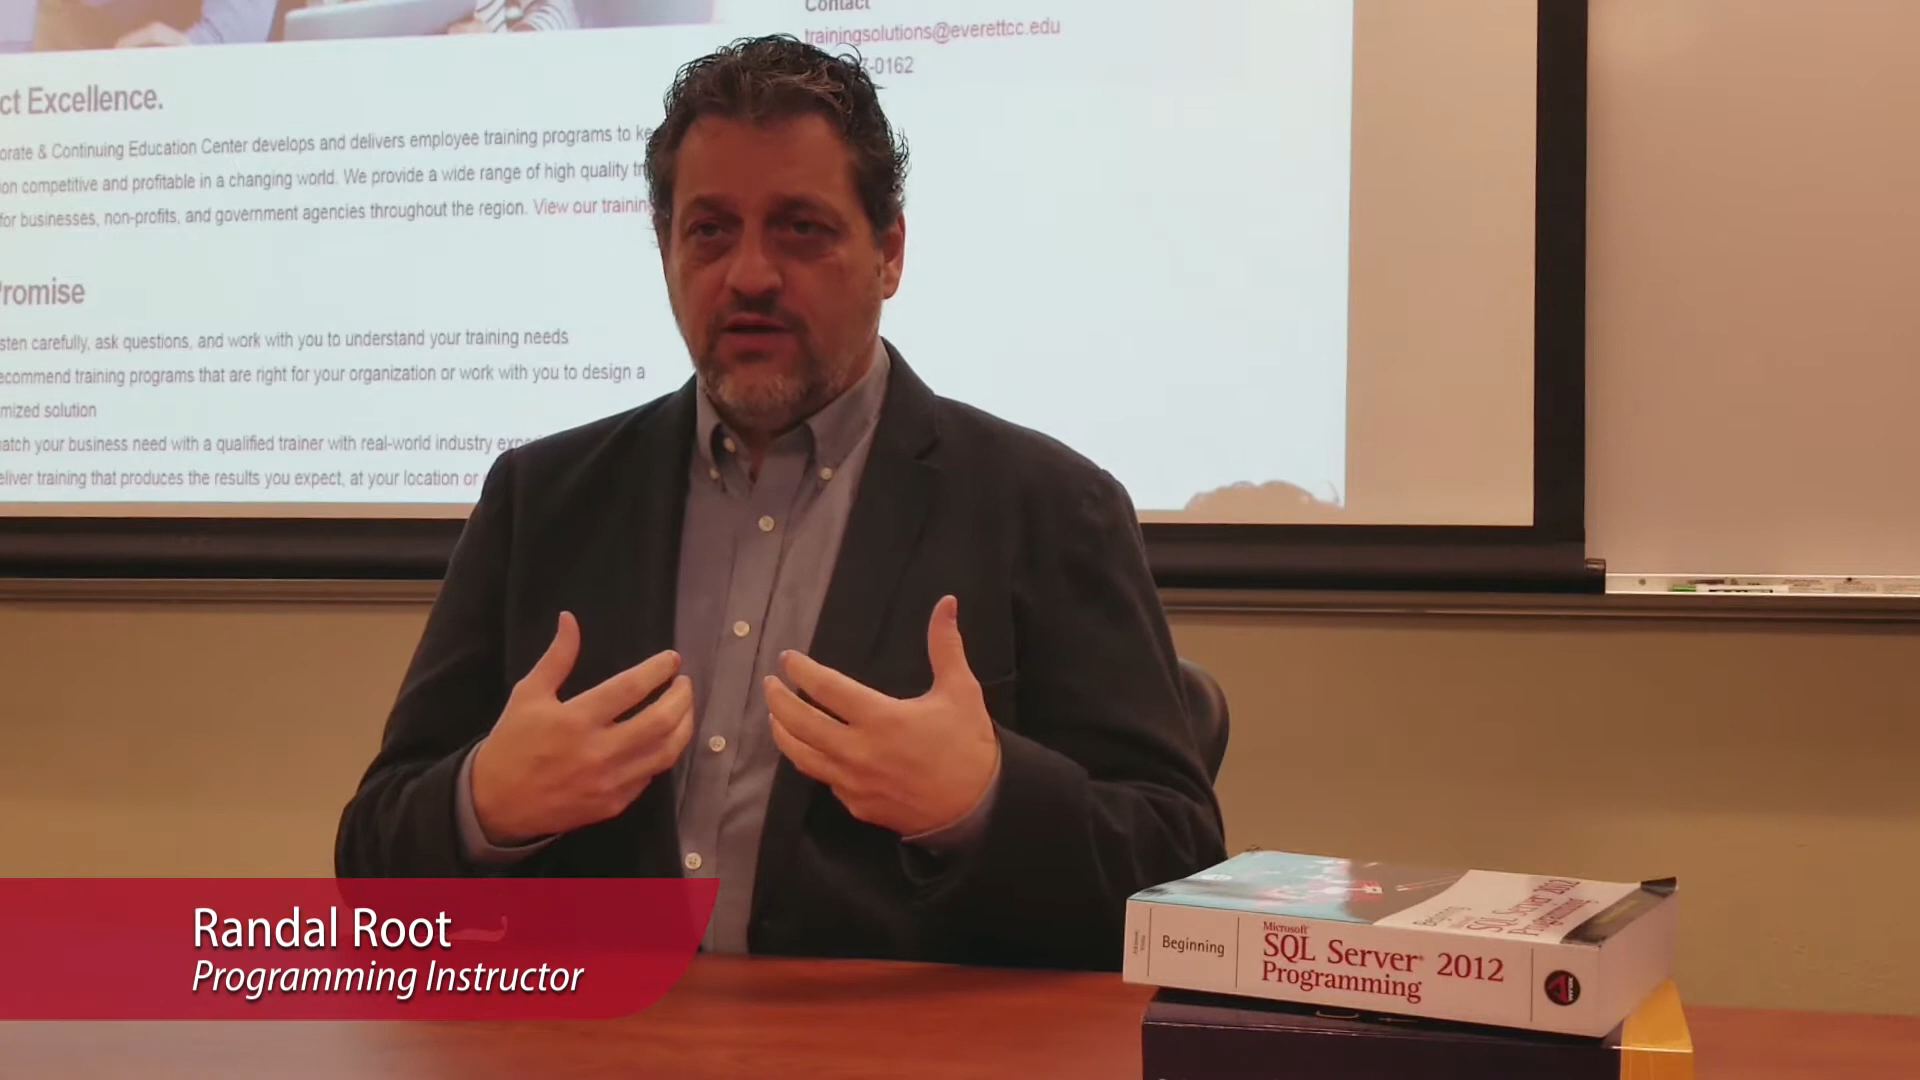 Contact
trainingsolutions@everettcc.edu
-0162
ct Excellence.
orate & Continuing Education Center develops and delivers employee training programs to
on competitive and profitable in a changing world. We provide a wide range of high quality
for businesses, non-profits, and government agencies throughout the region. View our training
romise
sten carefully, ask questions, and work with you to understand your training needs
ecommend training programs that are right for your organization or work with you to design a
mized solution
atch your business need with a qualified trainer with real-world industry
eliver training that produces the results you expect, at your location or
Randal Root
Programming Instructor
Beginning
Microsoft
SQL Server 2012
Programming
Beginning
SQL Server 2012
Programming